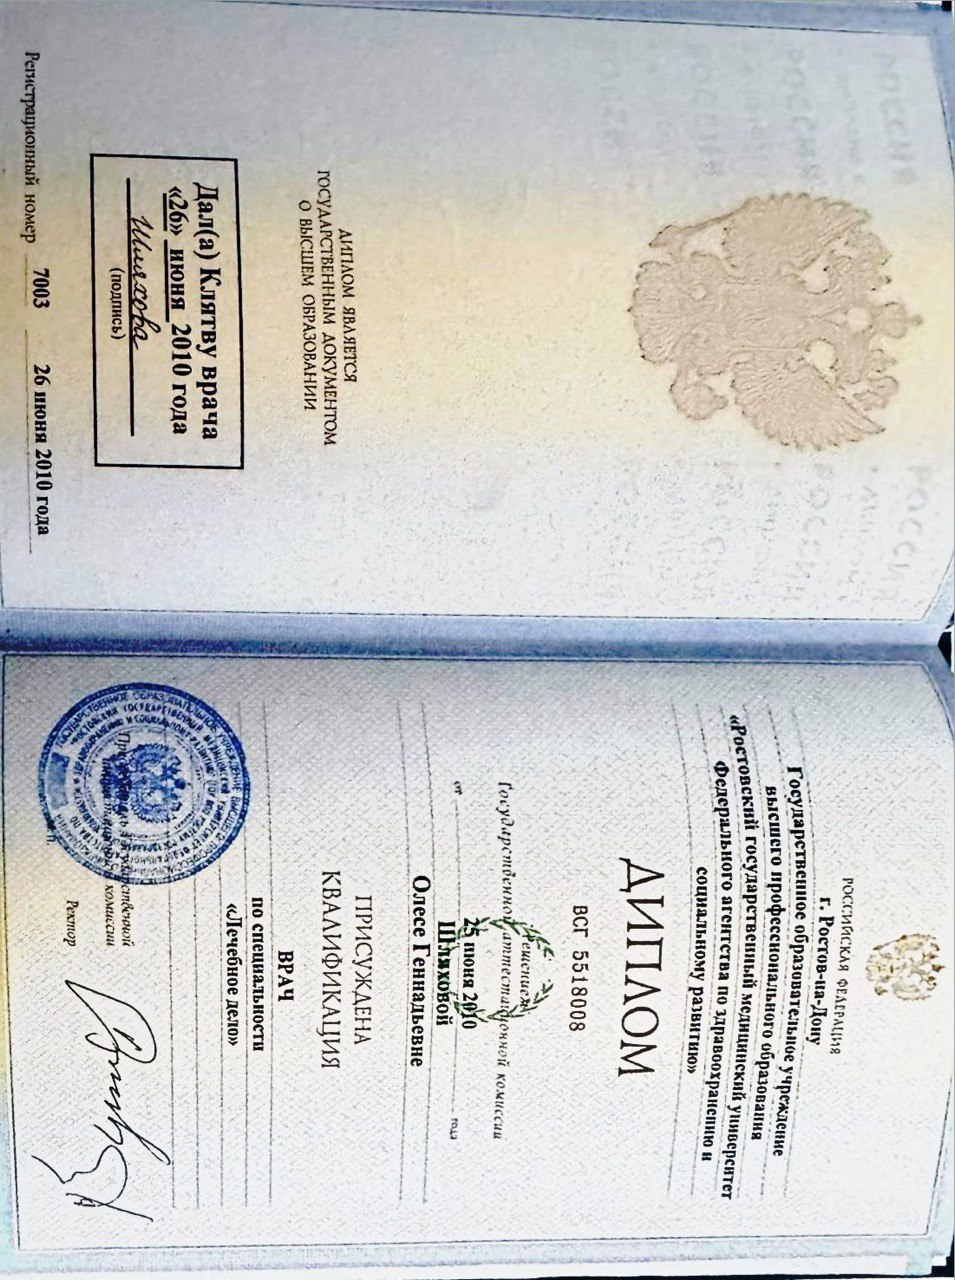 ДИПЛОМ ЯВЛЯЕТСЯ
ГОСУДАРСТВЕННЫМ ДОКУМЕНТОМ
О ВЫСШЕМ ОБРАЗОВАНИИ
Дал(а) Клятву врача
«26» июня 2010 года
Шляхова
(подпись)
Регистрационный номер 7003 26 июня 2010 года
РОССИЙСКАЯ ФЕДЕРАЦИЯ
г. Ростов-на-Дону
Государственное образовательное учреждение
высшего профессионального образования
«Ростовский государственный медицинский университет
Федерального агентства по здравоохранению и
социальному развитию»
ДИПЛОМ
ВСГ 5518008
Решением
Государственной аттестационной комиссии
от 25 июня 2010 года
Шляховой
Олесе Геннадьевне
ПРИСУЖДЕНА
КВАЛИФИКАЦИЯ
ВРАЧ
по специальности
«Лечебное дело»
Председатель Государственной
комиссии
Ректор